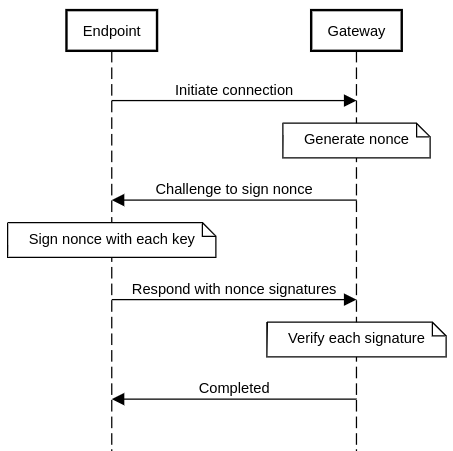 Endpoint
Gateway
Initiate connection
Generate nonce
Challenge to sign nonce
Sign nonce with each key
Respond with nonce signatures
Verify each signature
Completed